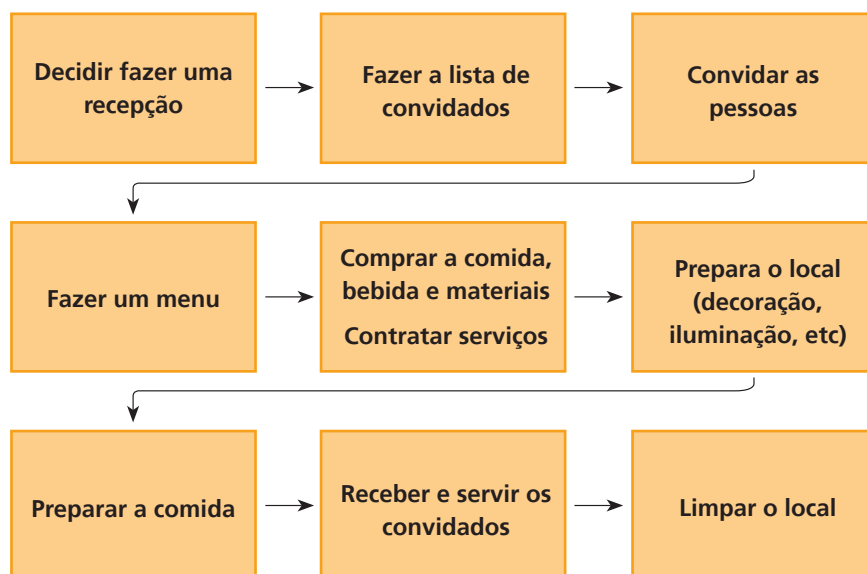 Decidir fazer uma
recepção
Fazer a lista de
convidados
Convidar as
pessoas
Fazer um menu
Comprar a comida,
bebida e materiais
Contratar serviços
Prepara o local
(decoração,
iluminação, etc)
Preparar a comida
Receber e servir os
convidados
Limpar o local